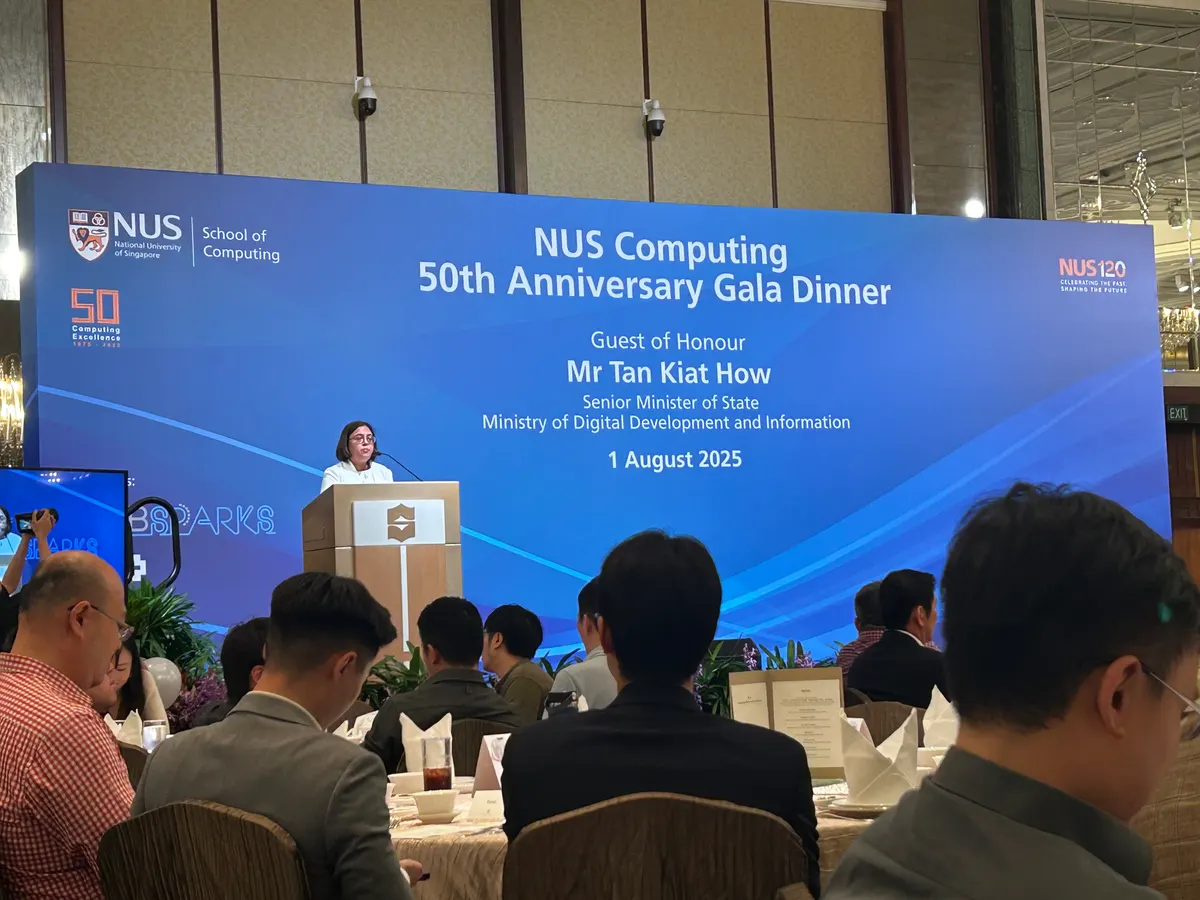 NUS
National University
of Singapore
School of
Computing
50
Computing
Excellence
NUS Computing
50th Anniversary Gala Dinner
Guest of Honour
Mr Tan Kiat How
Senior Minister of State
Ministry of Digital Development and Information
1 August 2025
NUS120
CELEBRATING THE PAST
SHAPING THE FUTURE
SPARKS
EXIT